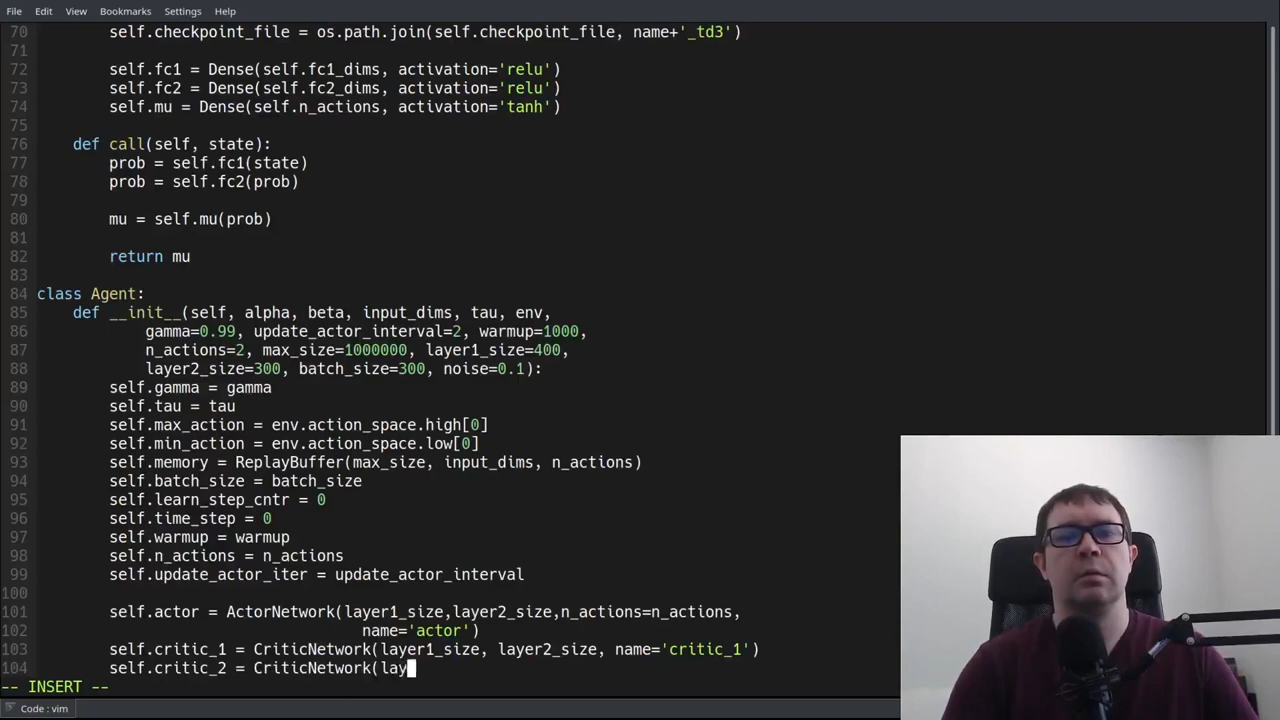 File Edit View Bookmarks Settings Help
70 self.checkpoint_file = os.path.join(self.checkpoint_file, name+'_td3')
71
72 self.fc1 = Dense(self.fc1_dims, activation='relu')
73 self.fc2 = Dense(self.fc2_dims, activation='relu')
74 self.mu = Dense(self.n_actions, activation='tanh')
75
76 def call(self, state):
77 prob = self.fc1(state)
78 prob = self.fc2(prob)
79
80 mu = self.mu(prob)
81
82 return mu
83
84 class Agent:
85 def __init__(self, alpha, beta, input_dims, tau, env,
86 gamma=0.99, update_actor_interval=2, warmup=1000,
87 n_actions=2, max_size=1000000, layer1_size=400,
88 layer2_size=300, batch_size=300, noise=0.1):
89 self.gamma = gamma
90 self.tau = tau
91 self.max_action = env.action_space.high[0]
92 self.min_action = env.action_space.low[0]
93 self.memory = ReplayBuffer(max_size, input_dims, n_actions)
94 self.batch_size = batch_size
95 self.learn_step_cntr = 0
96 self.time_step = 0
97 self.warmup = warmup
98 self.n_actions = n_actions
99 self.update_actor_iter = update_actor_interval
100
101 self.actor = ActorNetwork(layer1_size,layer2_size,n_actions=n_actions,
102 name='actor')
103 self.critic_1 = CriticNetwork(layer1_size, layer2_size, name='critic_1')
104 self.critic_2 = CriticNetwork(lay
-- INSERT --
Code : vim